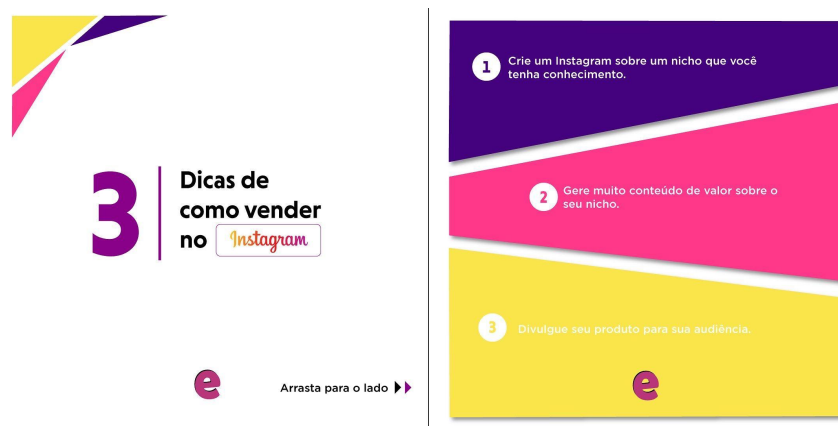 3
Dicas de
como vender
no Instagram
e
Arrasta para o lado
1
Crie um Instagram sobre um nicho que você
tenha conhecimento.
2
Gere muito conteúdo de valor sobre o
seu nicho.
3
Divulgue seu produto para sua audiência.
e